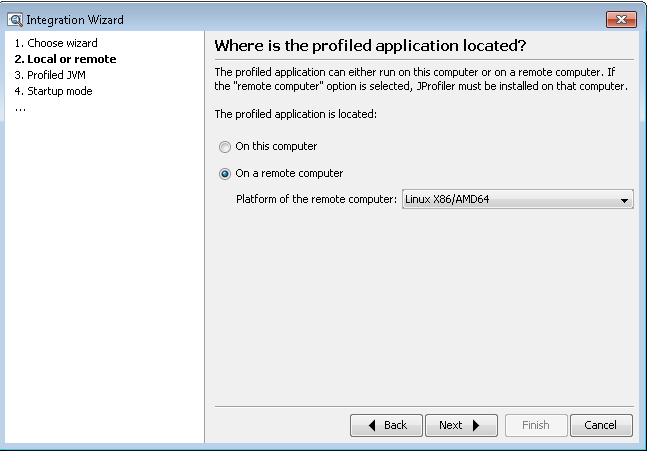 Integration Wizard
1. Choose wizard
2. Local or remote
3. Profiled JVM
4. Startup mode
...
Where is the profiled application located?
The profiled application can either run on this computer or on a remote computer. If
the "remote computer" option is selected, JProfiler must be installed on that computer.
The profiled application is located:
On this computer
On a remote computer
Platform of the remote computer: Linux X86/AMD64
Back Next Finish Cancel